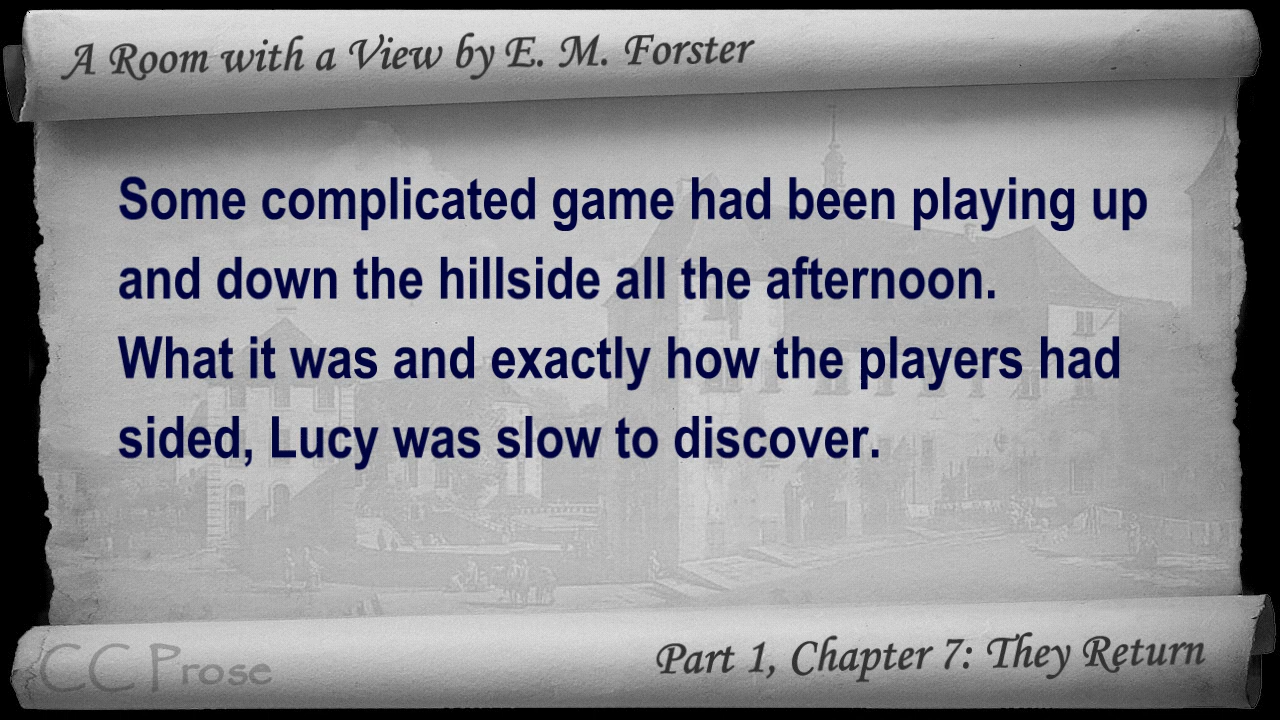 A Room with a View by E. M. Forster
Some complicated game had been playing up
and down the hillside all the afternoon.
What it was and exactly how the players had
sided, Lucy was slow to discover.
CC Prose
Part 1, Chapter 7: They Return